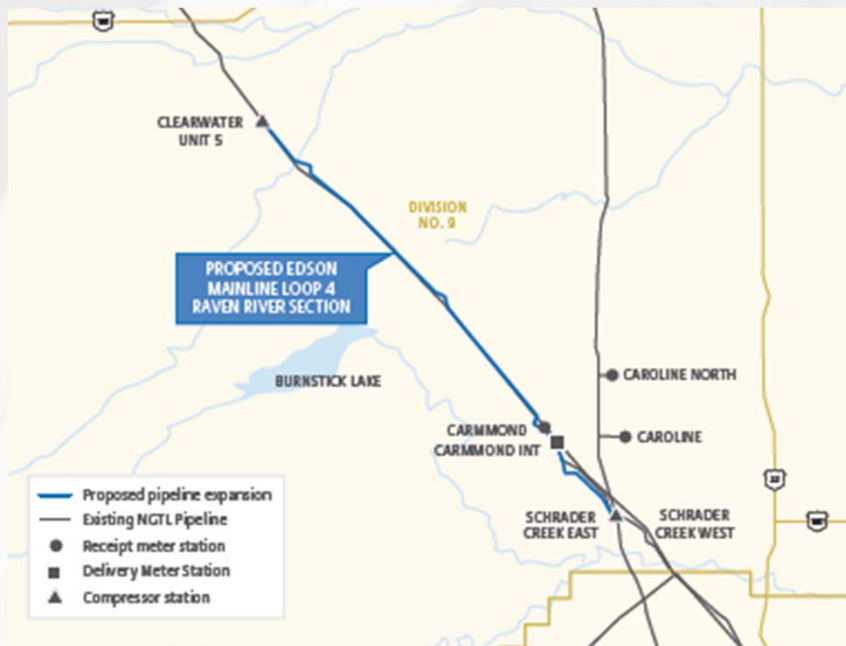 CLEARWATER
UNIT 5
DIVISION
NO. 9
PROPOSED EDSON
MAINLINE LOOP 4
RAVEN RIVER SECTION
BURNSTICK LAKE
CAROLINE NORTH
CARMMOND
CARMMOND INT
CAROLINE
SCHRADER
CREEK EAST
SCHRADER
CREEK WEST
Proposed pipeline expansion
Existing NGTL Pipeline
Receipt meter station
Delivery Meter Station
Compressor station